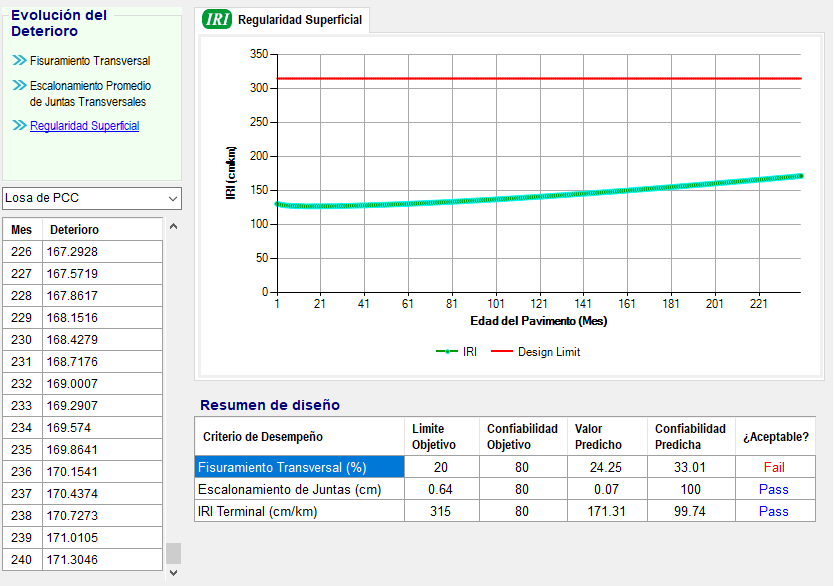 Evolución del
Deterioro
Fisuramiento Transversal
Escalonamiento Promedio
de Juntas Transversales
Regularidad Superficial
Losa de PCC
Mes Deterioro
226 167.2928
227 167.5719
228 167.8617
229 168.1516
230 168.4279
231 168.7176
232 169.0007
233 169.2907
234 169.574
235 169.8641
236 170.1541
237 170.4374
238 170.7273
239 171.0105
240 171.3046
IRI Regularidad Superficial
350
300
250
200
150
100
50
0
IRI (cm/km)
1 21 41 61 81 101 121 141 161 181 201 221
Edad del Pavimento (Mes)
IRI Design Limit
Resumen de diseño
Criterio de Desempeño Limite Objetivo Confiabilidad Objetivo Valor Predicho Confiabilidad Predicha ¿Aceptable?
Fisuramiento Transversal (%) 20 80 24.25 33.01 Fail
Escalonamiento de Juntas (cm) 0.64 80 0.07 100 Pass
IRI Terminal (cm/km) 315 80 171.31 99.74 Pass